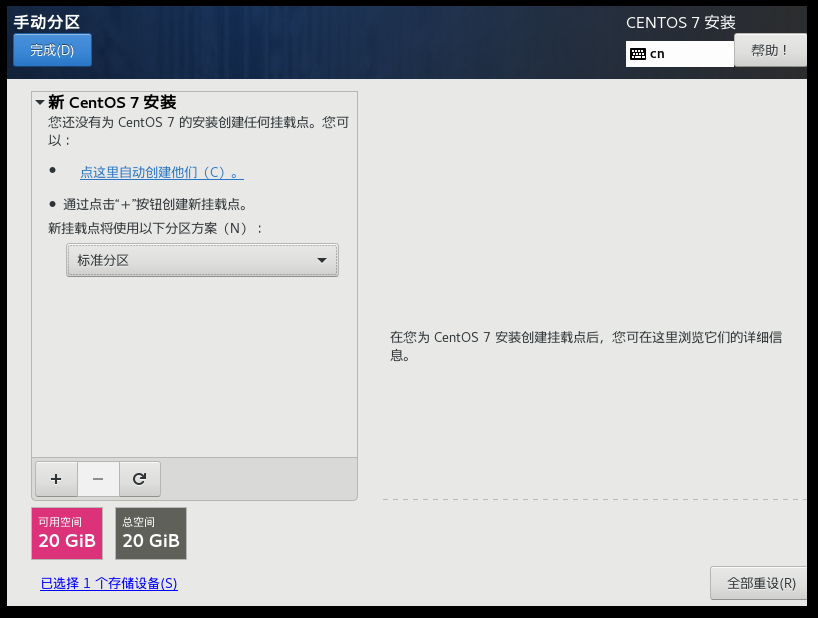 手动分区
完成(D)
CENTOS 7 安装
cn
帮助！
新 CentOS 7 安装
您还没有为 CentOS 7 的安装创建任何挂载点。您可
以：
● 点这里自动创建他们（C）。
● 通过点击“＋”按钮创建新挂载点。
新挂载点将使用以下分区方案（N）：
标准分区
在您为 CentOS 7 安装创建挂载点后，您可在这里浏览它们的详细信
息。
+
−
可用空间
20 GiB
总空间
20 GiB
已选择 1 个存储设备(S)
全部重设(R)